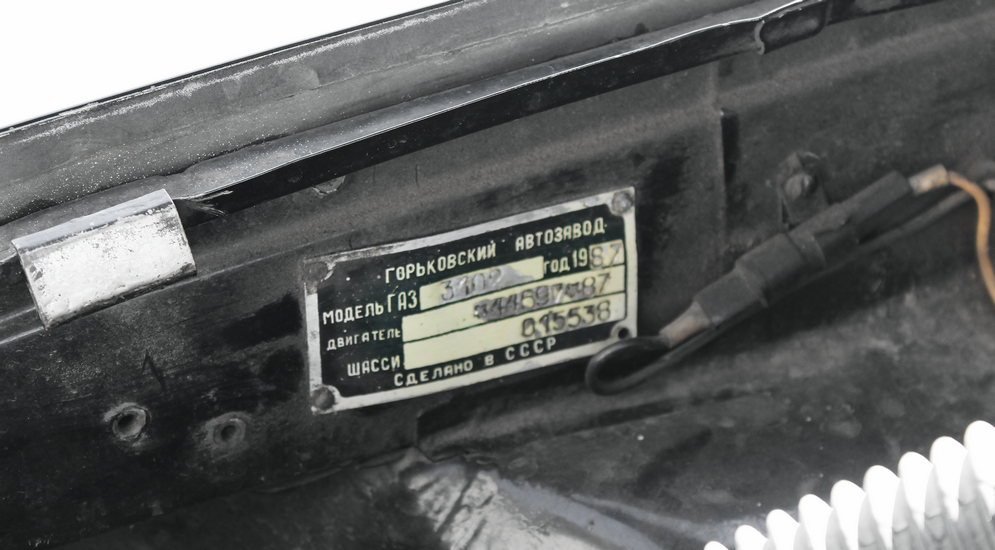 ГОРЬКОВСКИЙ АВТОЗАВОД
МОДЕЛЬ ГАЗ 3102 ГОД 1987
ДВИГАТЕЛЬ
ШАССИ 015538
СДЕЛАНО В СССР